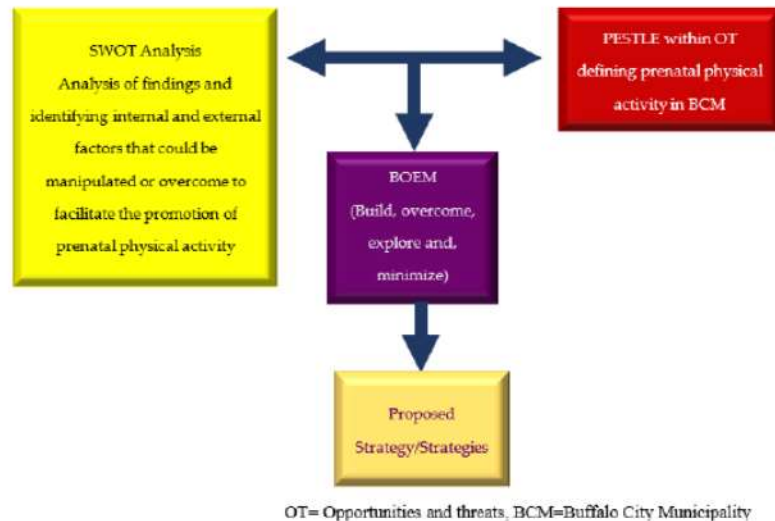 SWOT Analysis
Analysis of findings and
identifying internal and external
factors that could be
manipulated or overcome to
facilitate the promotion of
prenatal physical activity
PESTLE within OT
defining prenatal physical
activity in BCM
BOEM
(Build, overcome,
explore and,
minimize)
Proposed
Strategy/Strategies
OT= Opportunities and threats, BCM=Buffalo City Municipality